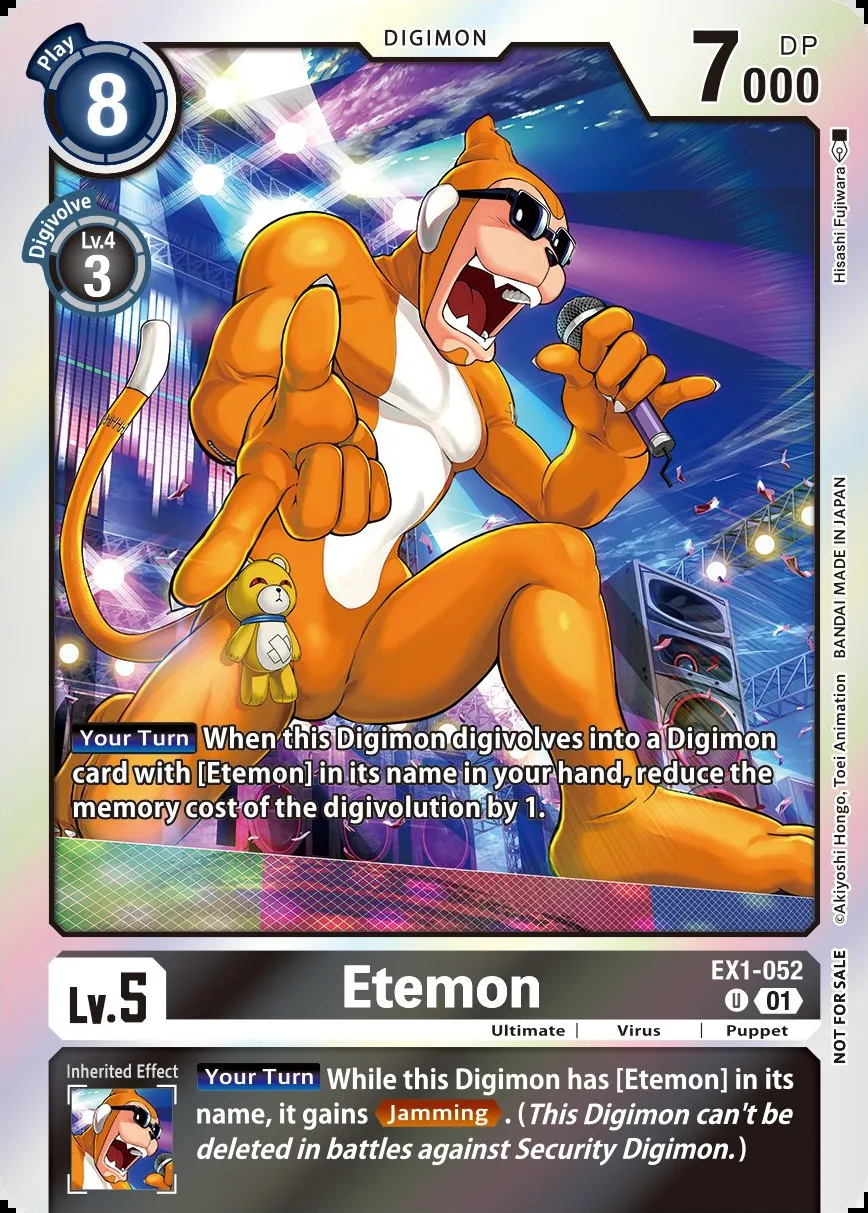 DIGIMON
Play
8
7000
DP
Digivolve
Lv.4
3
Hisashi Fujiwara
BANDAI MADE IN JAPAN
©Akiyoshi Hongo, Toei Animation
NOT FOR SALE
Your Turn When this Digimon digivolves into a Digimon
card with [Etemon] in its name in your hand, reduce the
memory cost of the digivolution by 1.
Lv.5
Etemon
EX1-052
U 01
Ultimate | Virus | Puppet
Inherited Effect
Your Turn While this Digimon has [Etemon] in its
name, it gains Jamming . (This Digimon can't be
deleted in battles against Security Digimon.)